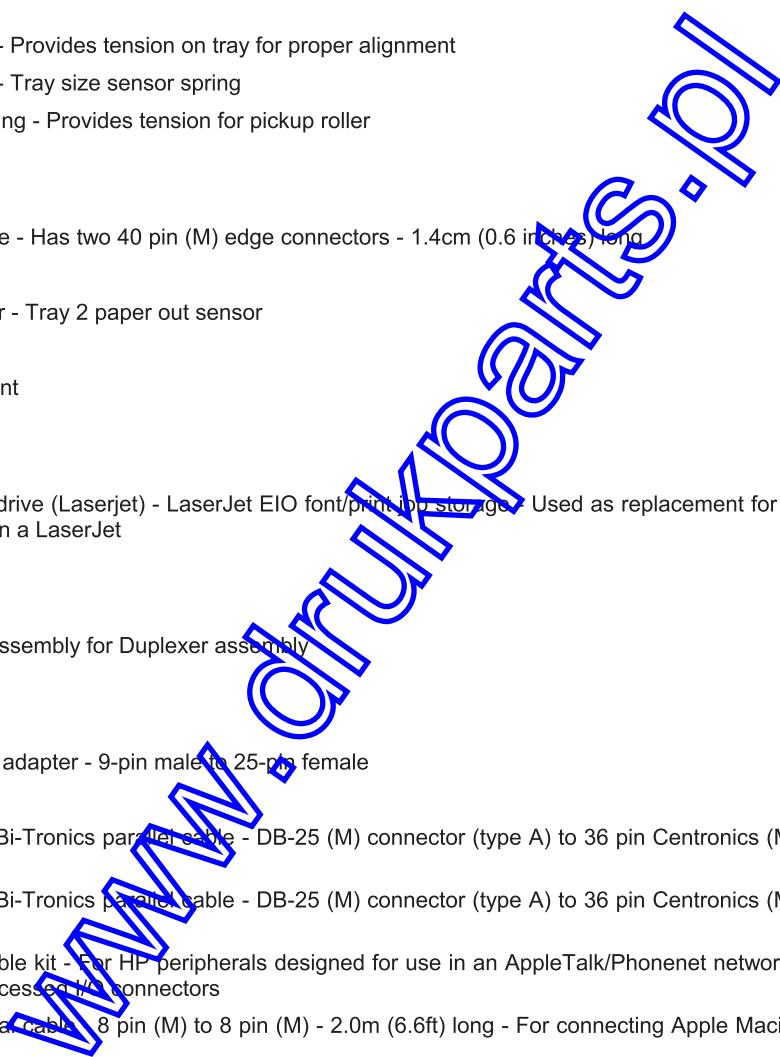 - Provides tension on tray for proper alignment
- Tray size sensor spring
ng - Provides tension for pickup roller
e - Has two 40 pin (M) edge connectors - 1.4cm (0.6 inches) long
r - Tray 2 paper out sensor
nt
drive (Laserjet) - LaserJet EIO font/print job storage - Used as replacement for
n a LaserJet
ssembly for Duplexer assembly
adapter - 9-pin male to 25-pin female
Bi-Tronics parallel cable - DB-25 (M) connector (type A) to 36 pin Centronics (M
Bi-Tronics parallel cable - DB-25 (M) connector (type A) to 36 pin Centronics (M
ble kit - For HP peripherals designed for use in an AppleTalk/Phonenet networ
cessed I/O connectors
al cable - 8 pin (M) to 8 pin (M) - 2.0m (6.6ft) long - For connecting Apple Maci
www.drukparts.pl